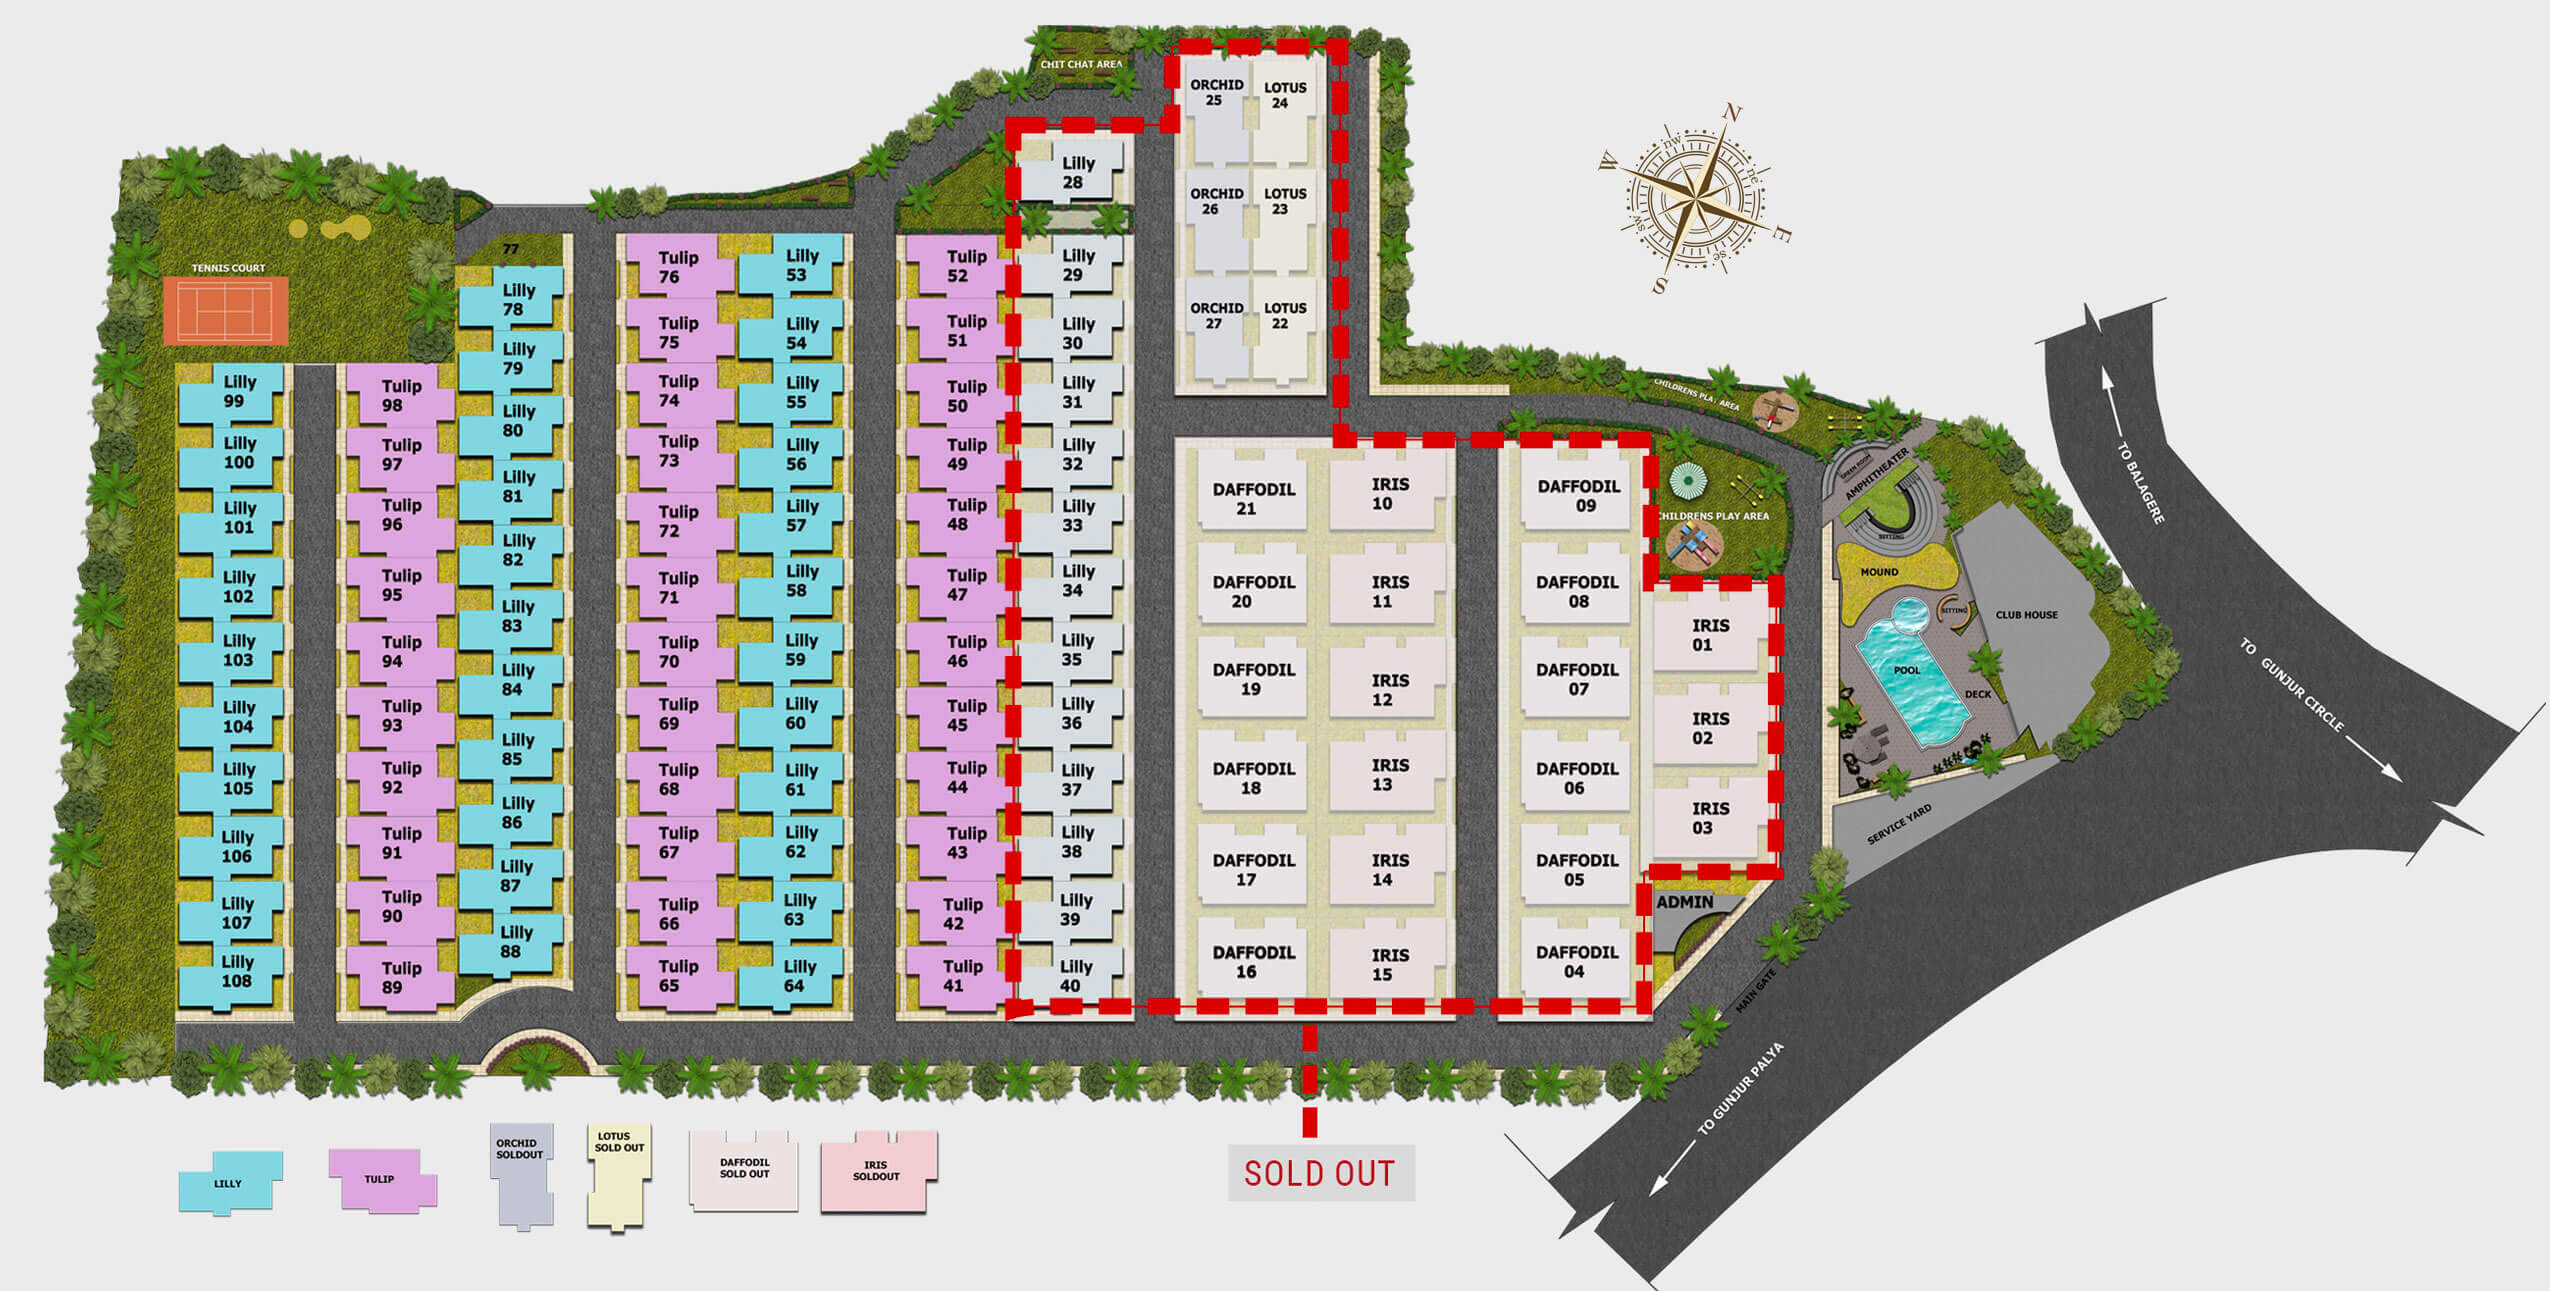 CHIT CHAT AREA
ORCHID
25
LOTUS
24
Lilly
28
ORCHID
26
LOTUS
23
ORCHID
27
LOTUS
22
N
nw
ne
W
E
sw
se
S
TENNIS COURT
77
Lilly
78
Lilly
79
Lilly
80
Lilly
81
Lilly
82
Lilly
83
Lilly
84
Lilly
85
Lilly
86
Lilly
87
Lilly
88
Lilly
99
Lilly
100
Lilly
101
Lilly
102
Lilly
103
Lilly
104
Lilly
105
Lilly
106
Lilly
107
Lilly
108
Tulip
98
Tulip
97
Tulip
96
Tulip
95
Tulip
94
Tulip
93
Tulip
92
Tulip
91
Tulip
90
Tulip
89
Tulip
76
Tulip
75
Tulip
74
Tulip
73
Tulip
72
Tulip
71
Tulip
70
Tulip
69
Tulip
68
Tulip
67
Tulip
66
Tulip
65
Lilly
53
Lilly
54
Lilly
55
Lilly
56
Lilly
57
Lilly
58
Lilly
59
Lilly
60
Lilly
61
Lilly
62
Lilly
63
Lilly
64
Tulip
52
Tulip
51
Tulip
50
Tulip
49
Tulip
48
Tulip
47
Tulip
46
Tulip
45
Tulip
44
Tulip
43
Tulip
42
Tulip
41
Lilly
29
Lilly
30
Lilly
31
Lilly
32
Lilly
33
Lilly
34
Lilly
35
Lilly
36
Lilly
37
Lilly
38
Lilly
39
Lilly
40
DAFFODIL
21
DAFFODIL
20
DAFFODIL
19
DAFFODIL
18
DAFFODIL
17
DAFFODIL
16
IRIS
10
IRIS
11
IRIS
12
IRIS
13
IRIS
14
IRIS
15
DAFFODIL
09
DAFFODIL
08
DAFFODIL
07
DAFFODIL
06
DAFFODIL
05
DAFFODIL
04
CHILDRENS PLAY AREA
CHILDRENS PLAY AREA
IRIS
01
IRIS
02
IRIS
03
ADMIN
MAIN GATE
GREEN ROOM
AMPHITHEATER
SITTING
MOUND
SITTING
CLUB HOUSE
POOL
DECK
SERVICE YARD
TO BALAGERE
TO GUNJUR CIRCLE
TO GUNJUR PALYA
LILLY
TULIP
ORCHID
SOLDOUT
LOTUS
SOLD OUT
DAFFODIL
SOLD OUT
IRIS
SOLDOUT
SOLD OUT